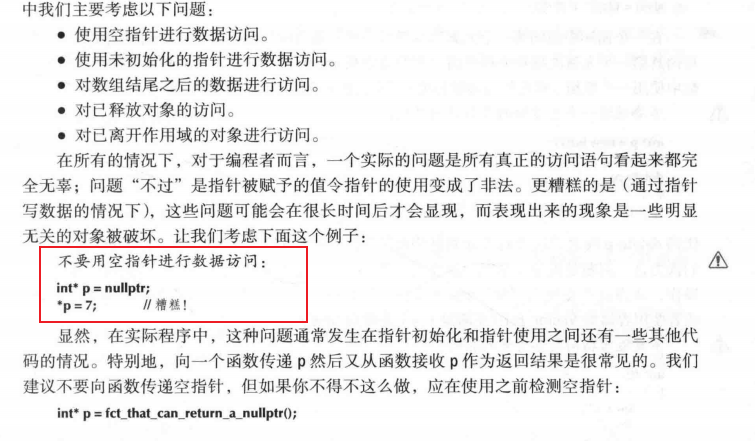 中我们主要考虑以下问题：
● 使用空指针进行数据访问。
● 使用未初始化的指针进行数据访问。
● 对数组结尾之后的数据进行访问。
● 对已释放对象的访问。
● 对已离开作用域的对象进行访问。
在所有的情况下，对于编程者而言，一个实际的问题是所有真正的访问语句看起来都完
全无辜；问题“不过”是指针被赋予的值令指针的使用变成了非法。更糟糕的是（通过指针
写数据的情况下），这些问题可能会在很长时间后才会显现，而表现出来的现象是一些明显
无关的对象被破坏。让我们考虑下面这个例子：
不要用空指针进行数据访问：
int* p = nullptr;
*p = 7; // 糟糕！
显然，在实际程序中，这种问题通常发生在指针初始化和指针使用之间还有一些其他代
码的情况。特别地，向一个函数传递 p 然后又从函数接收 p 作为返回结果是很常见的。我们
建议不要向函数传递空指针，但如果你不得不这么做，应在使用之前检测空指针：
int* p = fct_that_can_return_a_nullptr();